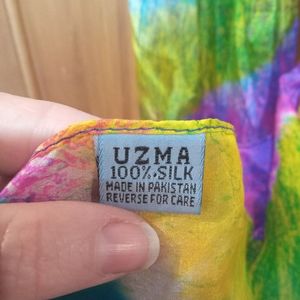 UZMA
100% SILK
MADE IN PAKISTAN
REVERSE FOR CARE